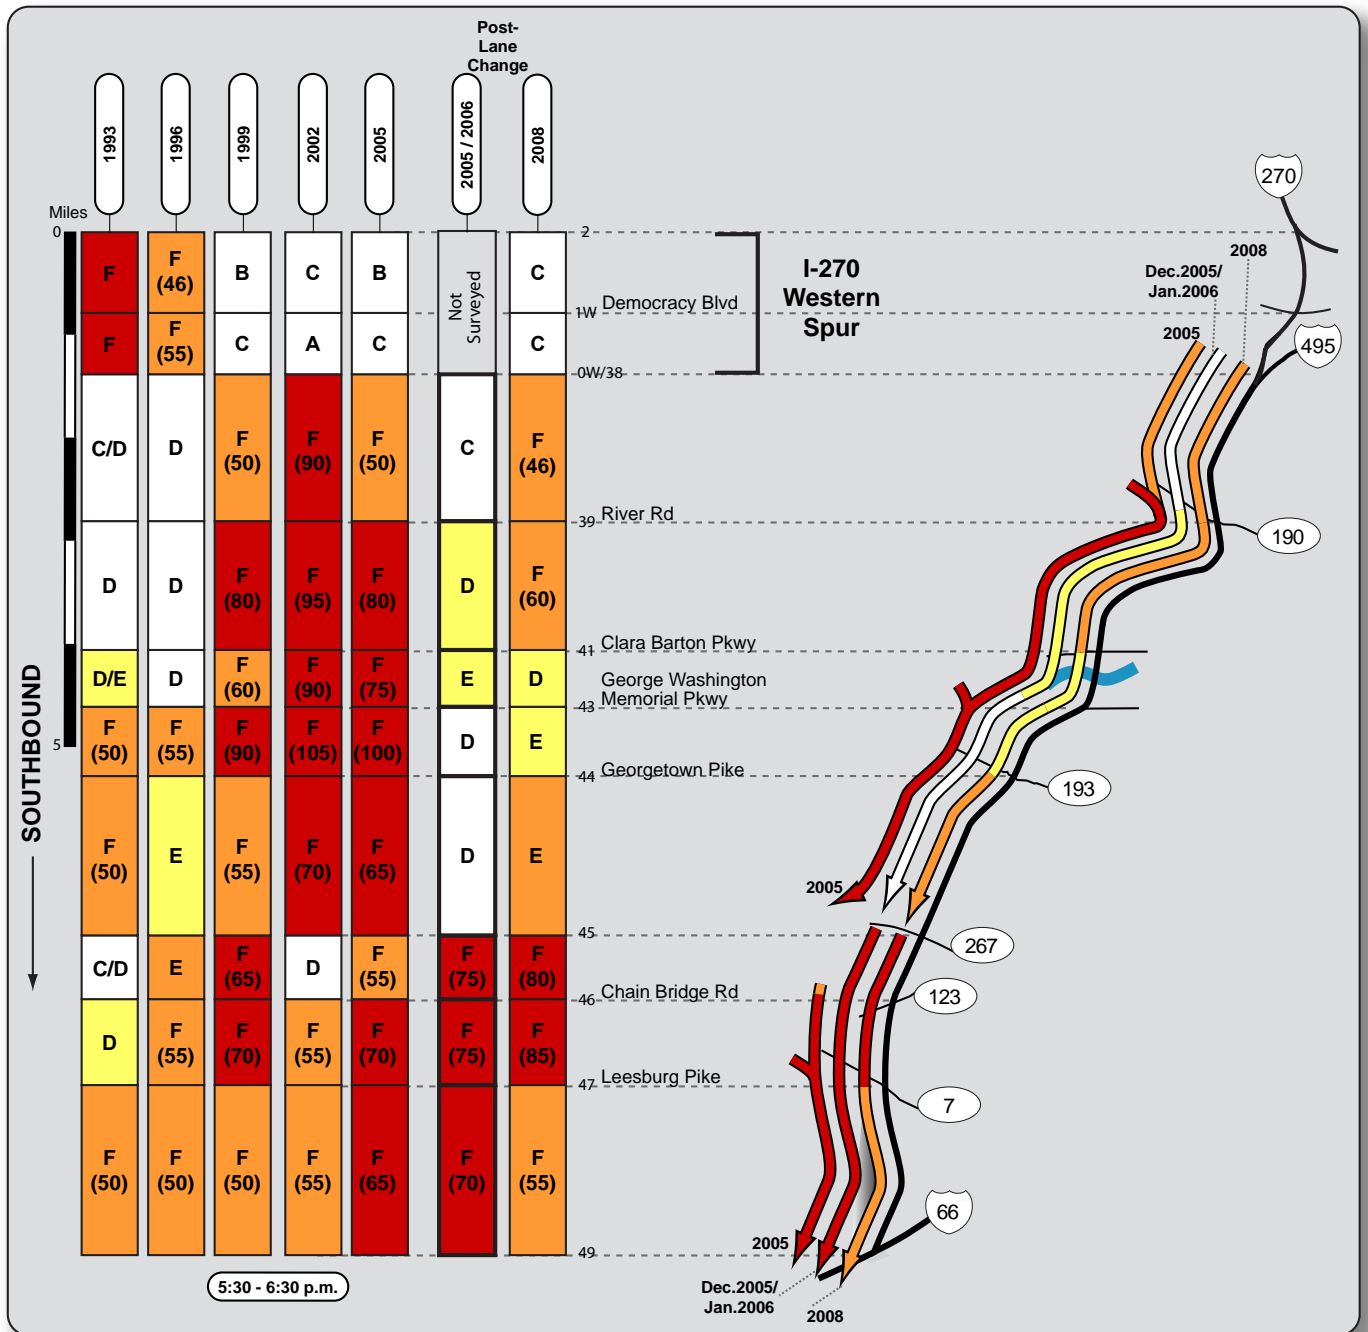 Post-
Lane
Change
1993
1996
1999
2002
2005
2005 / 2006
2008
Miles
0
5
SOUTHBOUND
F
F
(46)
B
C
B
Not
Surveyed
C
F
F
(55)
C
A
C
C
C/D
D
F
(50)
F
(90)
F
(50)
C
F
(46)
D
D
F
(80)
F
(95)
F
(80)
D
F
(60)
D/E
D
F
(60)
F
(90)
F
(75)
E
D
F
(50)
F
(55)
F
(90)
F
(105)
F
(100)
D
E
F
(50)
E
F
(55)
F
(70)
F
(65)
D
E
C/D
E
F
(65)
D
F
(55)
F
(75)
F
(80)
D
F
(55)
F
(70)
F
(55)
F
(70)
F
(75)
F
(85)
F
(50)
F
(50)
F
(50)
F
(55)
F
(65)
F
(70)
F
(55)
5:30 - 6:30 p.m.
2
1W
Democracy Blvd
0W/38
I-270
Western
Spur
39
River Rd
41
Clara Barton Pkwy
George Washington
Memorial Pkwy
43
44
Georgetown Pike
45
46
Chain Bridge Rd
47
Leesburg Pike
49
270
2008
Dec.2005/
Jan.2006
2005
495
190
193
2005
267
123
7
66
2005
Dec.2005/
Jan.2006
2008